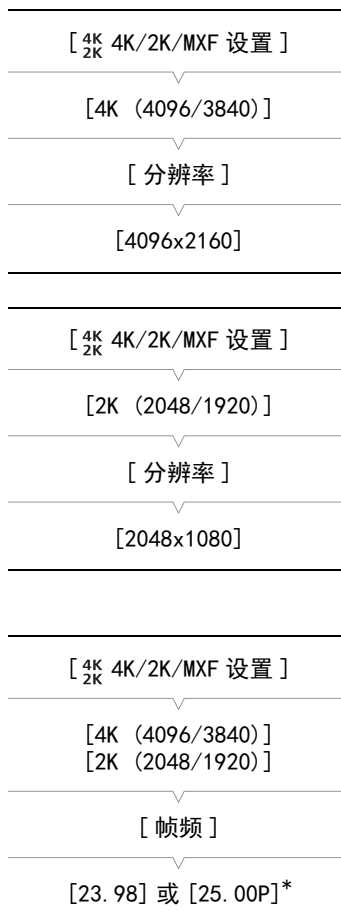 [ 4K 2K 4K/2K/MXF 设置 ]
[4K (4096/3840)]
[ 分辨率 ]
[4096x2160]
[ 4K 2K 4K/2K/MXF 设置 ]
[2K (2048/1920)]
[ 分辨率 ]
[2048x1080]
[ 4K 2K 4K/2K/MXF 设置 ]
[4K (4096/3840)]
[2K (2048/1920)]
[ 帧频 ]
[23.98] 或 [25.00P]*